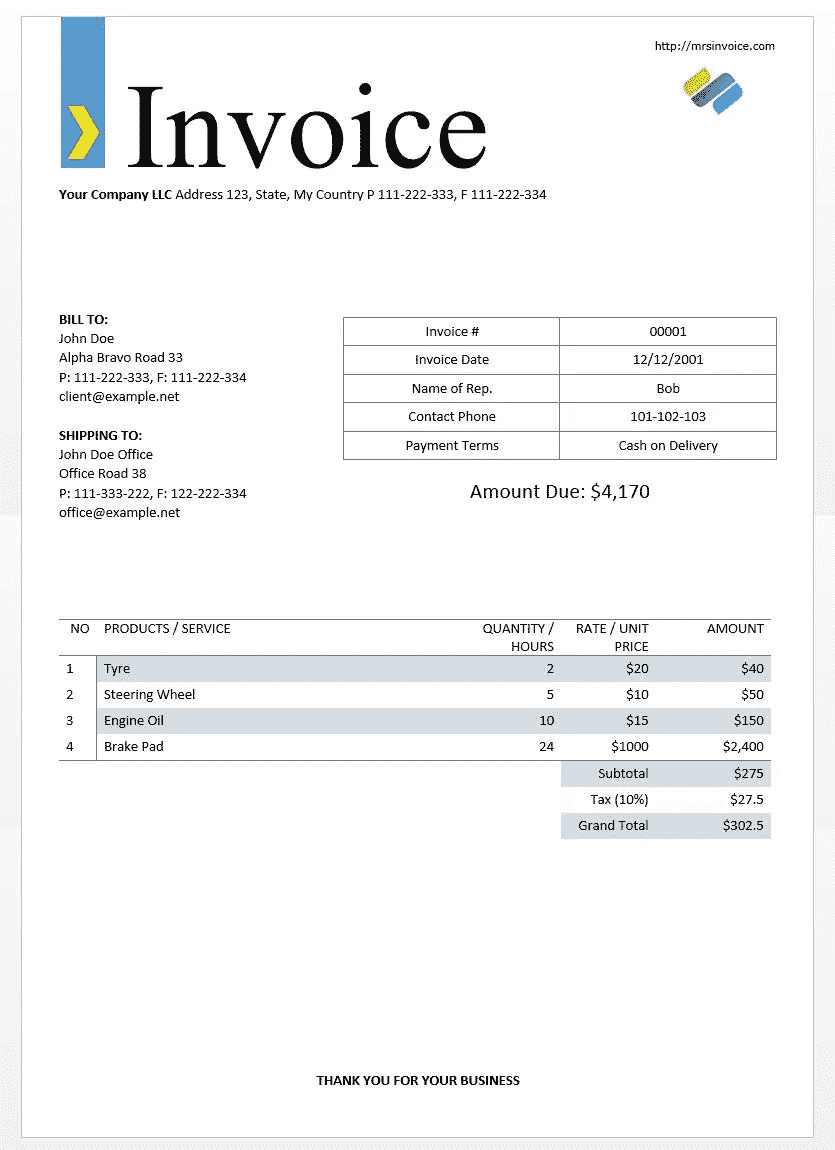 http://mrsinvoice.com
Invoice
Your Company LLC Address 123, State, My Country P 111-222-333, F 111-222-334
BILL TO:
John Doe
Alpha Bravo Road 33
P: 111-222-333, F: 111-222-334
client@example.net
SHIPPING TO:
John Doe Office
Office Road 38
P: 111-333-222, F: 122-222-334
office@example.net
Invoice # 00001
Invoice Date 12/12/2001
Name of Rep. Bob
Contact Phone 101-102-103
Payment Terms Cash on Delivery
Amount Due: $4,170
NO PRODUCTS / SERVICE QUANTITY / RATE / UNIT AMOUNT
HOURS PRICE
1 Tyre 2 $20 $40
2 Steering Wheel 5 $10 $50
3 Engine Oil 10 $15 $150
4 Brake Pad 24 $1000 $2,400
Subtotal $275
Tax (10%) $27.5
Grand Total $302.5
THANK YOU FOR YOUR BUSINESS